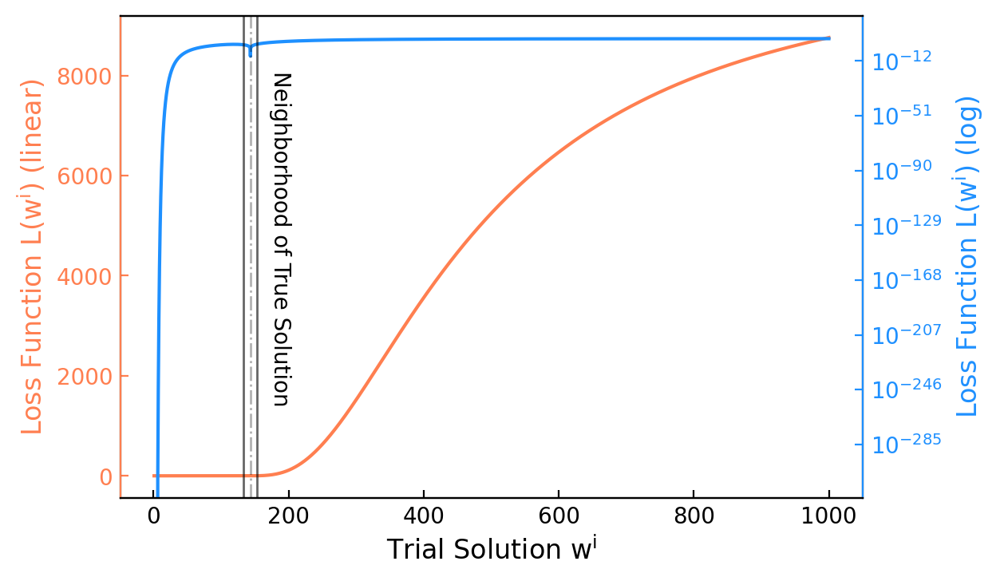 Loss Function L(wⁱ) (linear)
8000
6000
4000
2000
0
Neighborhood of True Solution
10⁻¹²
10⁻⁵¹
10⁻⁹⁰
10⁻¹²⁹
10⁻¹⁶⁸
10⁻²⁰⁷
10⁻²⁴⁶
10⁻²⁸⁵
Loss Function L(wⁱ) (log)
0 200 400 600 800 1000
Trial Solution wⁱ